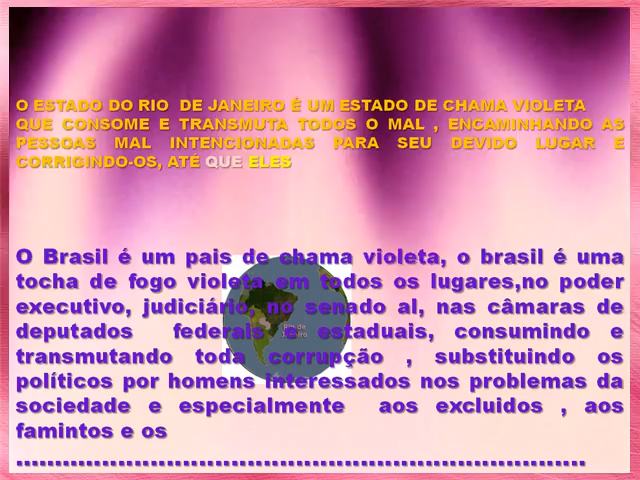 O ESTADO DO RIO DE JANEIRO É UM ESTADO DE CHAMA VIOLETA
QUE CONSOME E TRANSMUTA TODOS O MAL , ENCAMINHANDO AS
PESSOAS MAL INTENCIONADAS PARA SEU DEVIDO LUGAR E
CORRIGINDO-OS, ATÉ QUE ELES
O Brasil é um pais de chama violeta, o brasil é uma
tocha de fogo violeta em todos os lugares,no poder
executivo, judiciário, no senado al, nas câmaras de
deputados federais e estaduais, consumindo e
transmutando toda corrupção , substituindo os
políticos por homens interessados nos problemas da
sociedade e especialmente aos excluidos , aos
famintos e os
......................................................................
Rio de
Janeiro